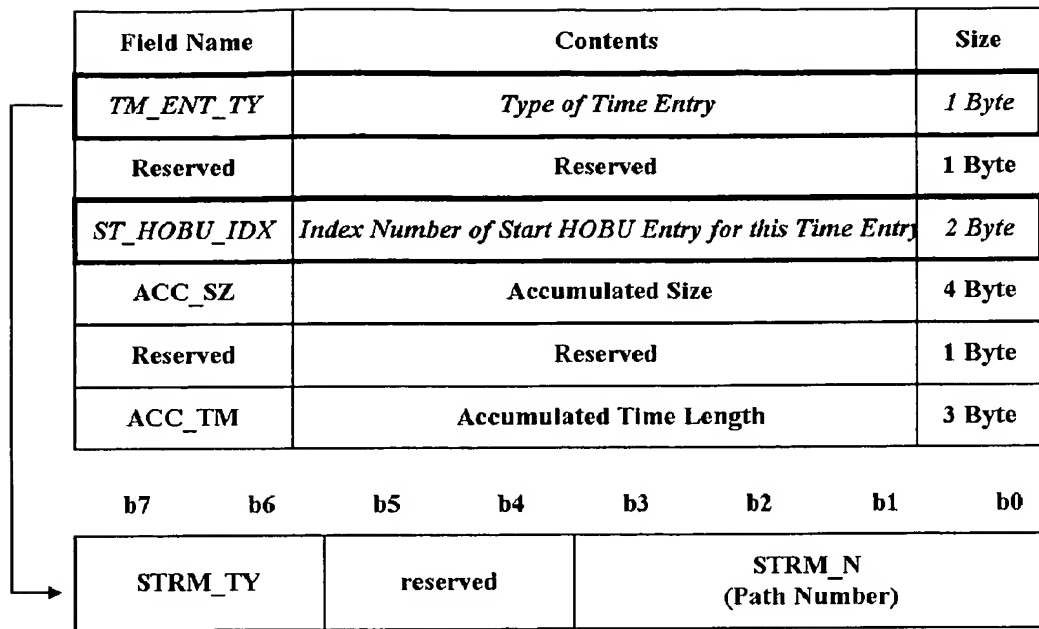 Field Name Contents Size
TM_ENT_TY Type of Time Entry 1 Byte
Reserved Reserved 1 Byte
ST_HOBU_IDX Index Number of Start HOBU Entry for this Time Entry 2 Byte
ACC_SZ Accumulated Size 4 Byte
Reserved Reserved 1 Byte
ACC_TM Accumulated Time Length 3 Byte
b7 b6 b5 b4 b3 b2 b1 b0
STRM_TY reserved STRM_N
(Path Number)